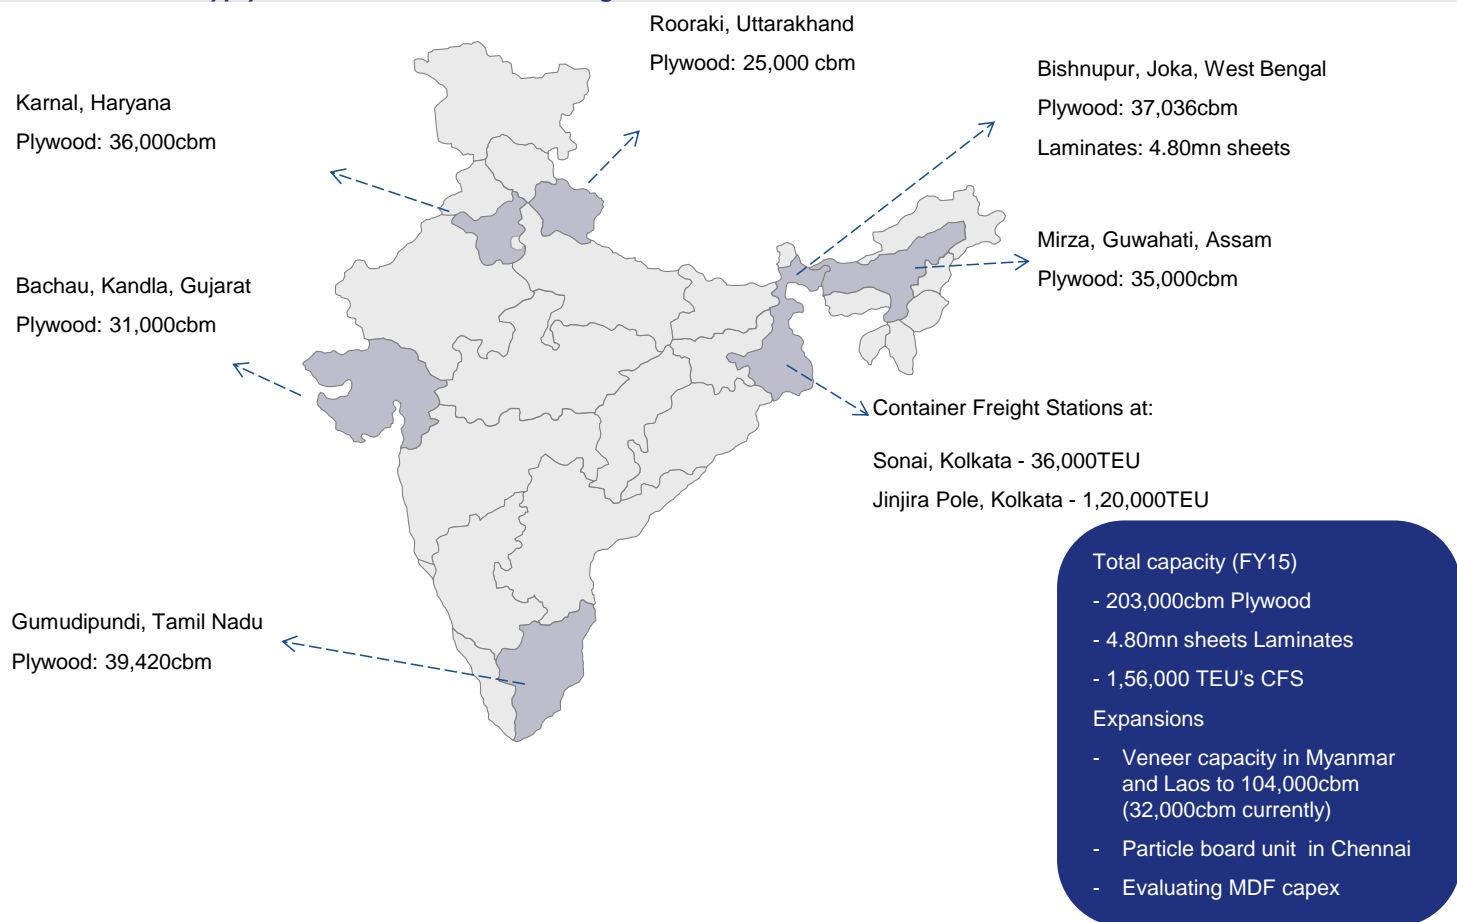 Rooraki, Uttarakhand
Plywood: 25,000 cbm
Bishnupur, Joka, West Bengal
Plywood: 37,036cbm
Laminates: 4.80mn sheets
Karnal, Haryana
Plywood: 36,000cbm
Mirza, Guwahati, Assam
Plywood: 35,000cbm
Bachau, Kandla, Gujarat
Plywood: 31,000cbm
Container Freight Stations at:
Sonai, Kolkata - 36,000TEU
Jinjira Pole, Kolkata - 1,20,000TEU
Gumudipundi, Tamil Nadu
Plywood: 39,420cbm
Total capacity (FY15)
- 203,000cbm Plywood
- 4.80mn sheets Laminates
- 1,56,000 TEU's CFS
Expansions
- Veneer capacity in Myanmar
and Laos to 104,000cbm
(32,000cbm currently)
- Particle board unit in Chennai
- Evaluating MDF capex